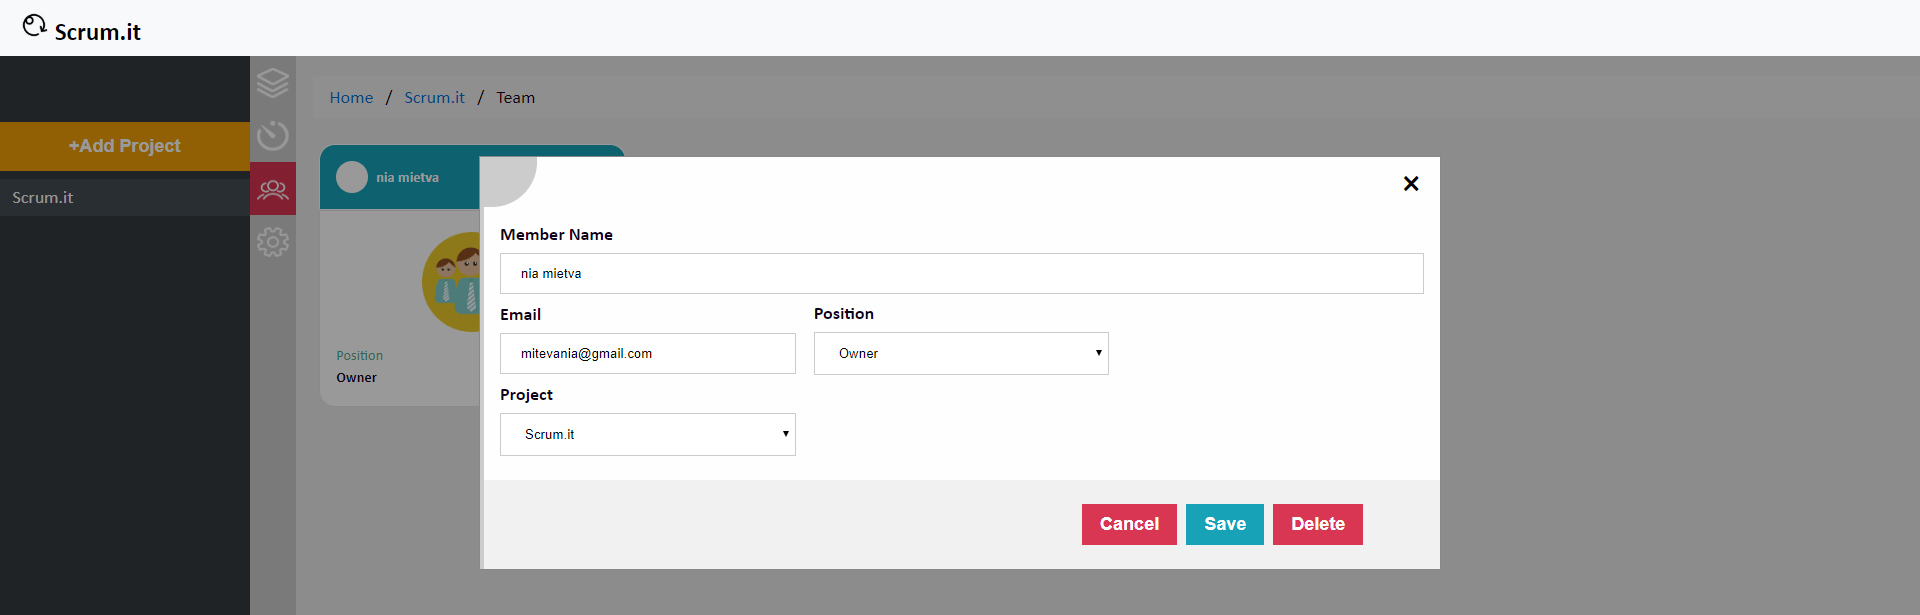 Scrum.it
+Add Project
Scrum.it
Home / Scrum.it / Team
nia mietva
Position
Owner
×
Member Name
nia mietva
Email
Position
mitevania@gmail.com
Owner
Project
Scrum.it
Cancel
Save
Delete